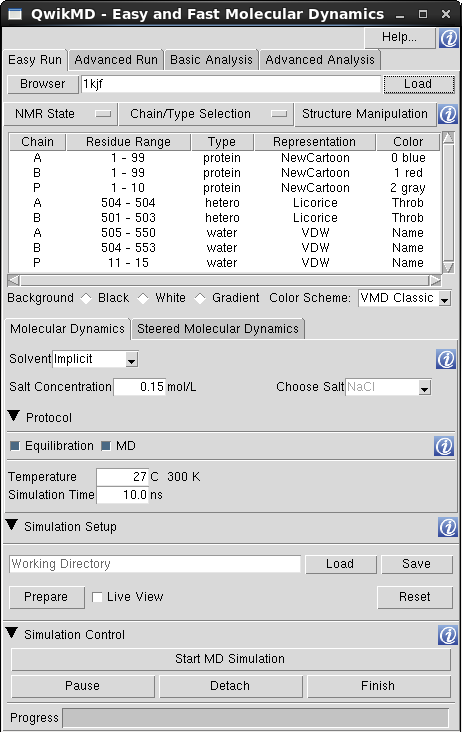 QwikMD - Easy and Fast Molecular Dynamics
Help...
Easy Run Advanced Run Basic Analysis Advanced Analysis
Browser 1kjf Load
NMR State Chain/Type Selection Structure Manipulation
Chain Residue Range Type Representation Color
A 1 - 99 protein NewCartoon 0 blue
B 1 - 99 protein NewCartoon 1 red
P 1 - 10 protein NewCartoon 2 gray
A 504 - 504 hetero Licorice Throb
B 501 - 503 hetero Licorice Throb
A 505 - 550 water VDW Name
B 504 - 553 water VDW Name
P 11 - 15 water VDW Name
Background Black White Gradient Color Scheme: VMD Classic
Molecular Dynamics Steered Molecular Dynamics
Solvent Implicit
Salt Concentration 0.15 mol/L Choose Salt NaCl
Protocol
Equilibration MD
Temperature 27 C 300 K
Simulation Time 10.0 ns
Simulation Setup
Working Directory Load Save
Prepare Live View Reset
Simulation Control
Start MD Simulation
Pause Detach Finish
Progress